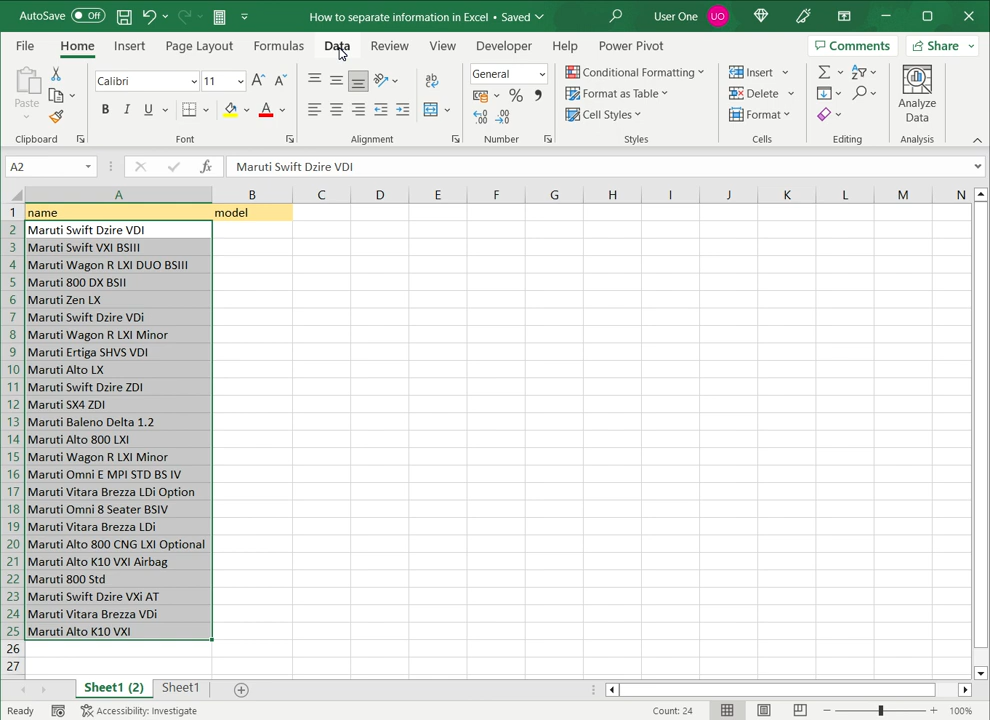 AutoSave Off How to separate information in Excel • Saved User One UO
File Home Insert Page Layout Formulas Data Review View Developer Help Power Pivot Comments Share
Paste Calibri 11 A^ A˅ ab General Conditional Formatting Insert Σ Analyze Data
B I U A % 9 Format as Table Delete
.00 .0 Cell Styles Format
Clipboard Font Alignment Number Styles Cells Editing Analysis
A2 fx Maruti Swift Dzire VDI
A B C D E F G H I J K L M N
1 name model
2 Maruti Swift Dzire VDI
3 Maruti Swift VXI BSIII
4 Maruti Wagon R LXI DUO BSIII
5 Maruti 800 DX BSII
6 Maruti Zen LX
7 Maruti Swift Dzire VDi
8 Maruti Wagon R LXI Minor
9 Maruti Ertiga SHVS VDI
10 Maruti Alto LX
11 Maruti Swift Dzire ZDI
12 Maruti SX4 ZDI
13 Maruti Baleno Delta 1.2
14 Maruti Alto 800 LXI
15 Maruti Wagon R LXI Minor
16 Maruti Omni E MPI STD BS IV
17 Maruti Vitara Brezza LDi Option
18 Maruti Omni 8 Seater BSIV
19 Maruti Vitara Brezza LDi
20 Maruti Alto 800 CNG LXI Optional
21 Maruti Alto K10 VXI Airbag
22 Maruti 800 Std
23 Maruti Swift Dzire VXi AT
24 Maruti Vitara Brezza VDi
25 Maruti Alto K10 VXI
26
27
Sheet1 (2) Sheet1
Ready Accessibility: Investigate Count: 24 100%